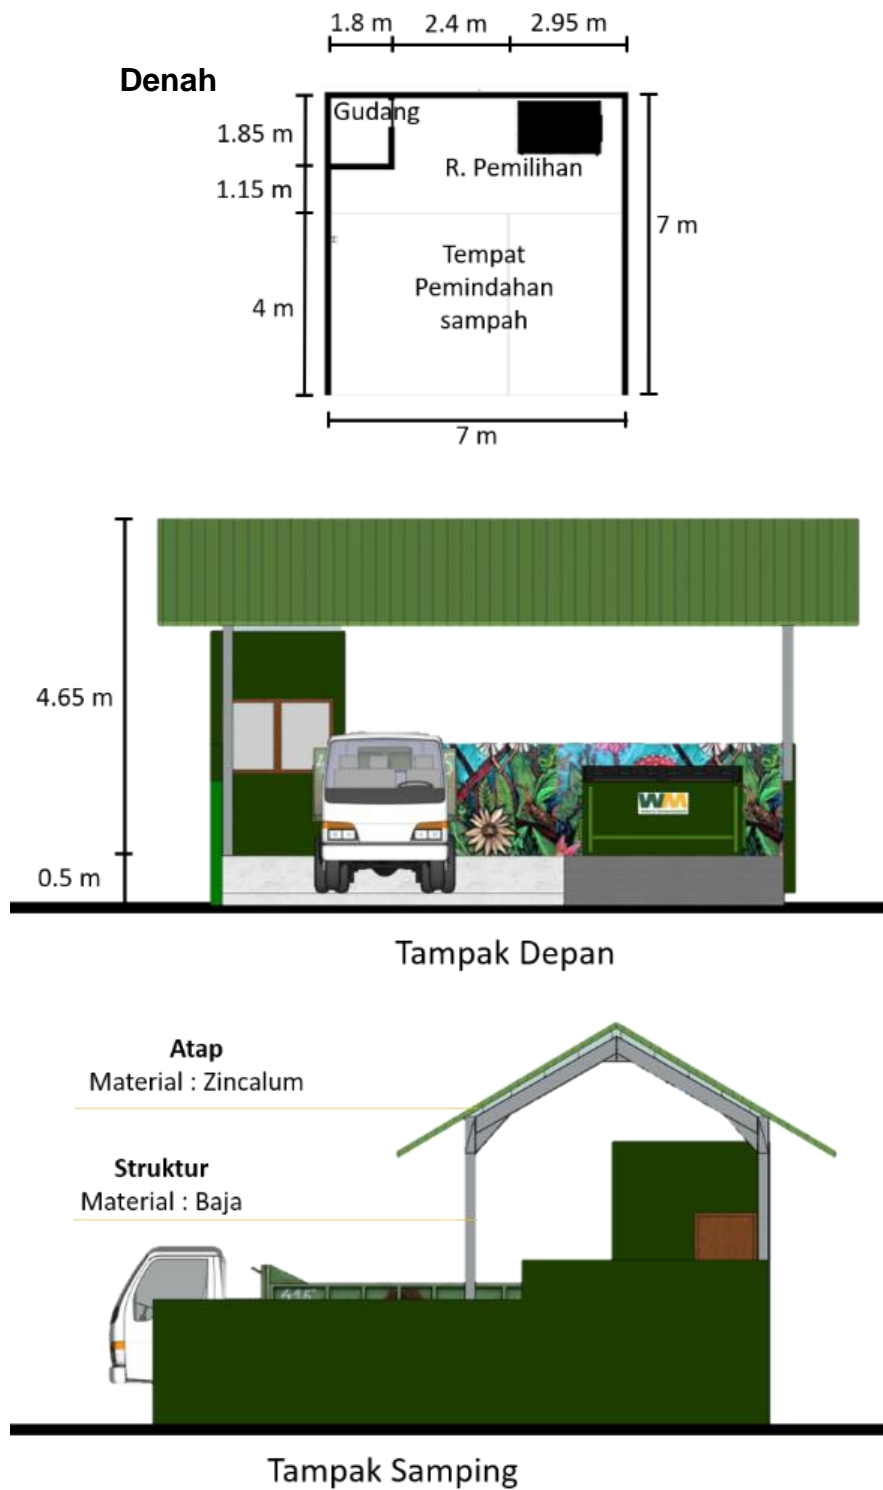 1.8 m
2.4 m
2.95 m
Denah
Gudang
1.85 m
R. Pemilihan
1.15 m
7 m
Tempat
Pemindahan
sampah
4 m
7 m
4.65 m
WM
0.5 m
Tampak Depan
Atap
Material : Zincalum
Struktur
Material : Baja
Tampak Samping